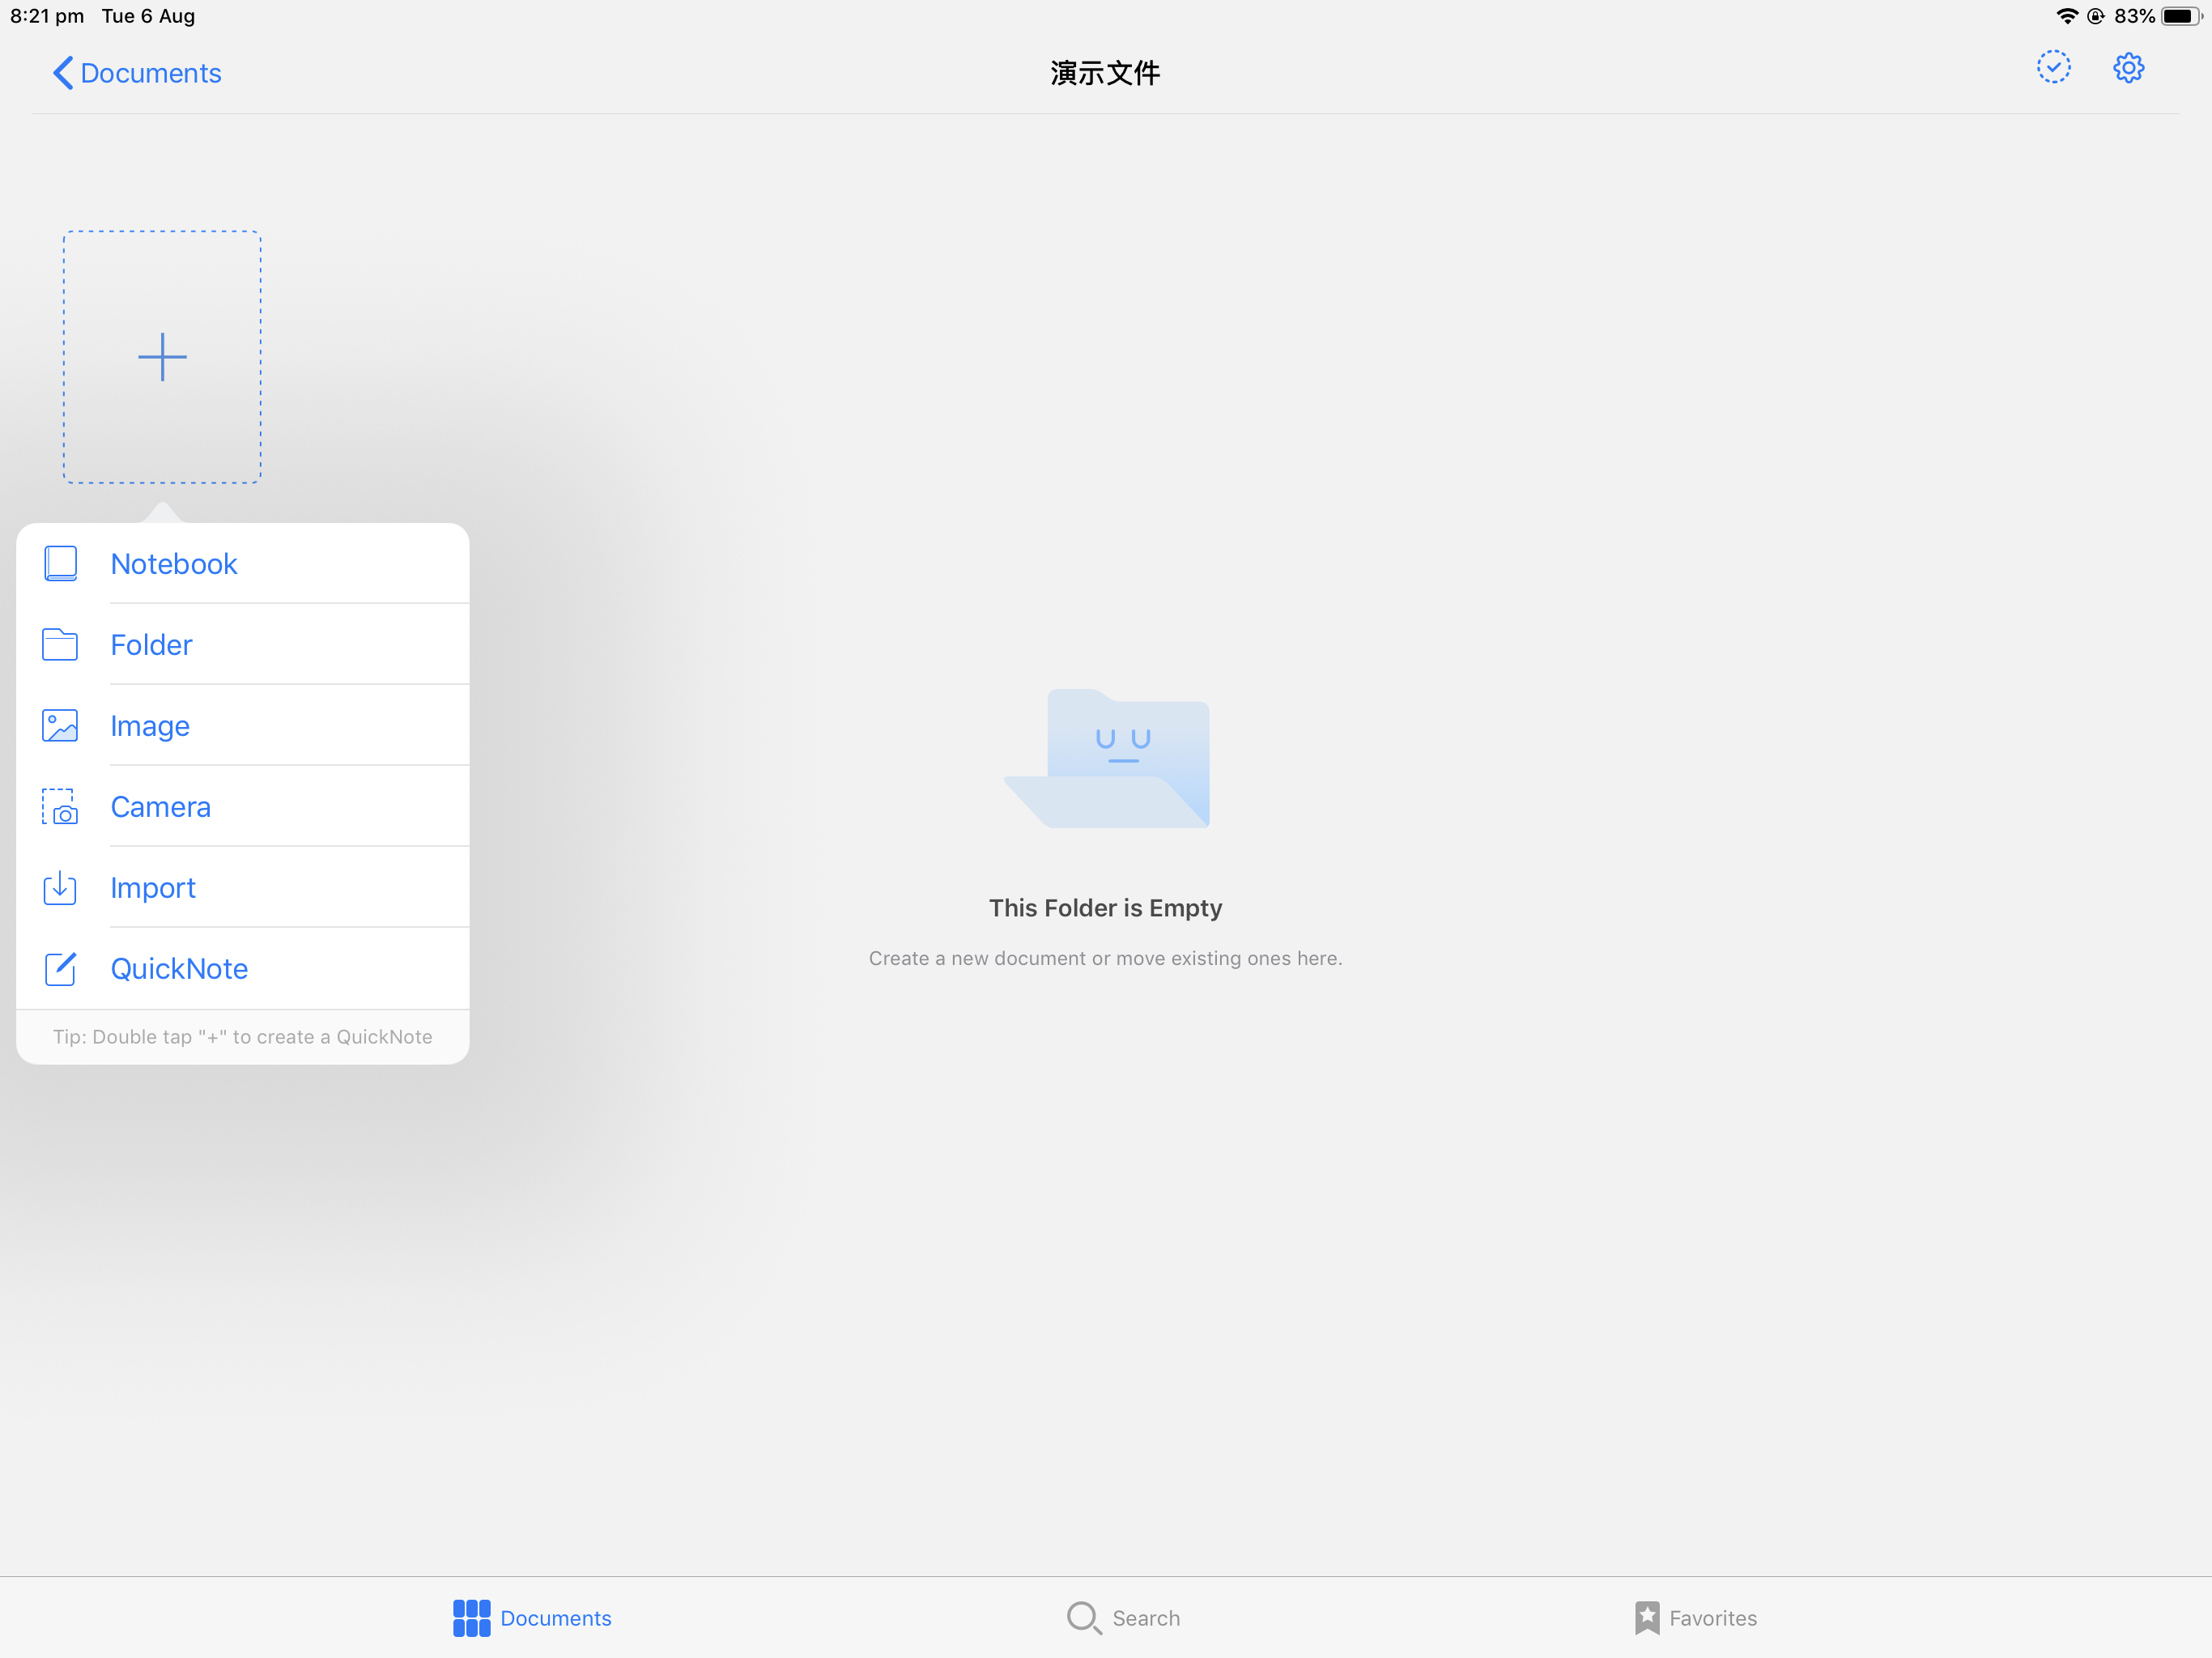 8:21 pm Tue 6 Aug
83%
Documents
演示文件
Notebook
Folder
Image
Camera
Import
QuickNote
Tip: Double tap "+" to create a QuickNote
This Folder is Empty
Create a new document or move existing ones here.
Documents
Search
Favorites